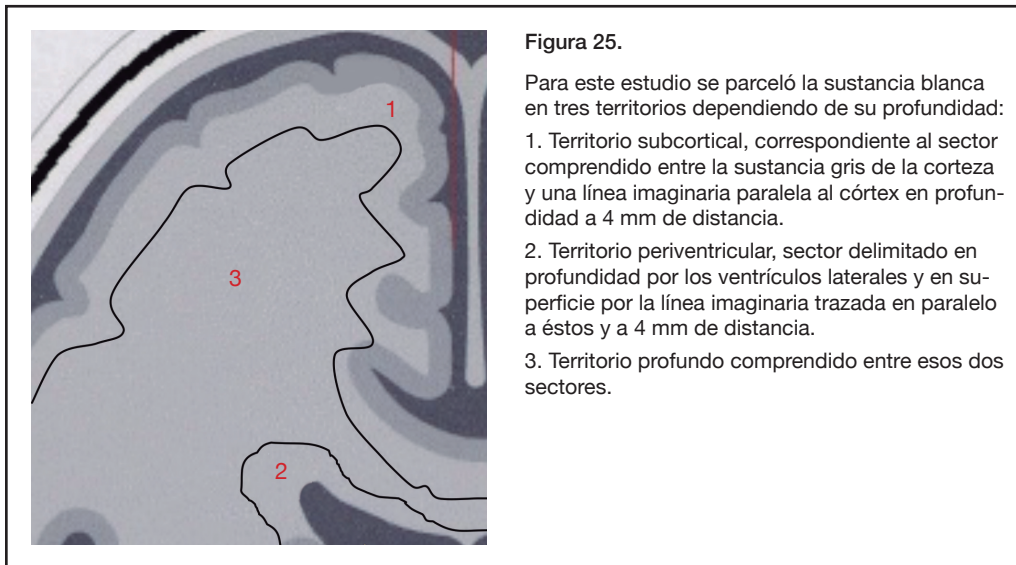 1
3
2
Figura 25.
Para este estudio se parceló la sustancia blanca
en tres territorios dependiendo de su profundidad:
1. Territorio subcortical, correspondiente al sector
comprendido entre la sustancia gris de la corteza
y una línea imaginaria paralela al córtex en profun-
didad a 4 mm de distancia.
2. Territorio periventricular, sector delimitado en
profundidad por los ventrículos laterales y en su-
perficie por la línea imaginaria trazada en paralelo
a éstos y a 4 mm de distancia.
3. Territorio profundo comprendido entre esos dos
sectores.